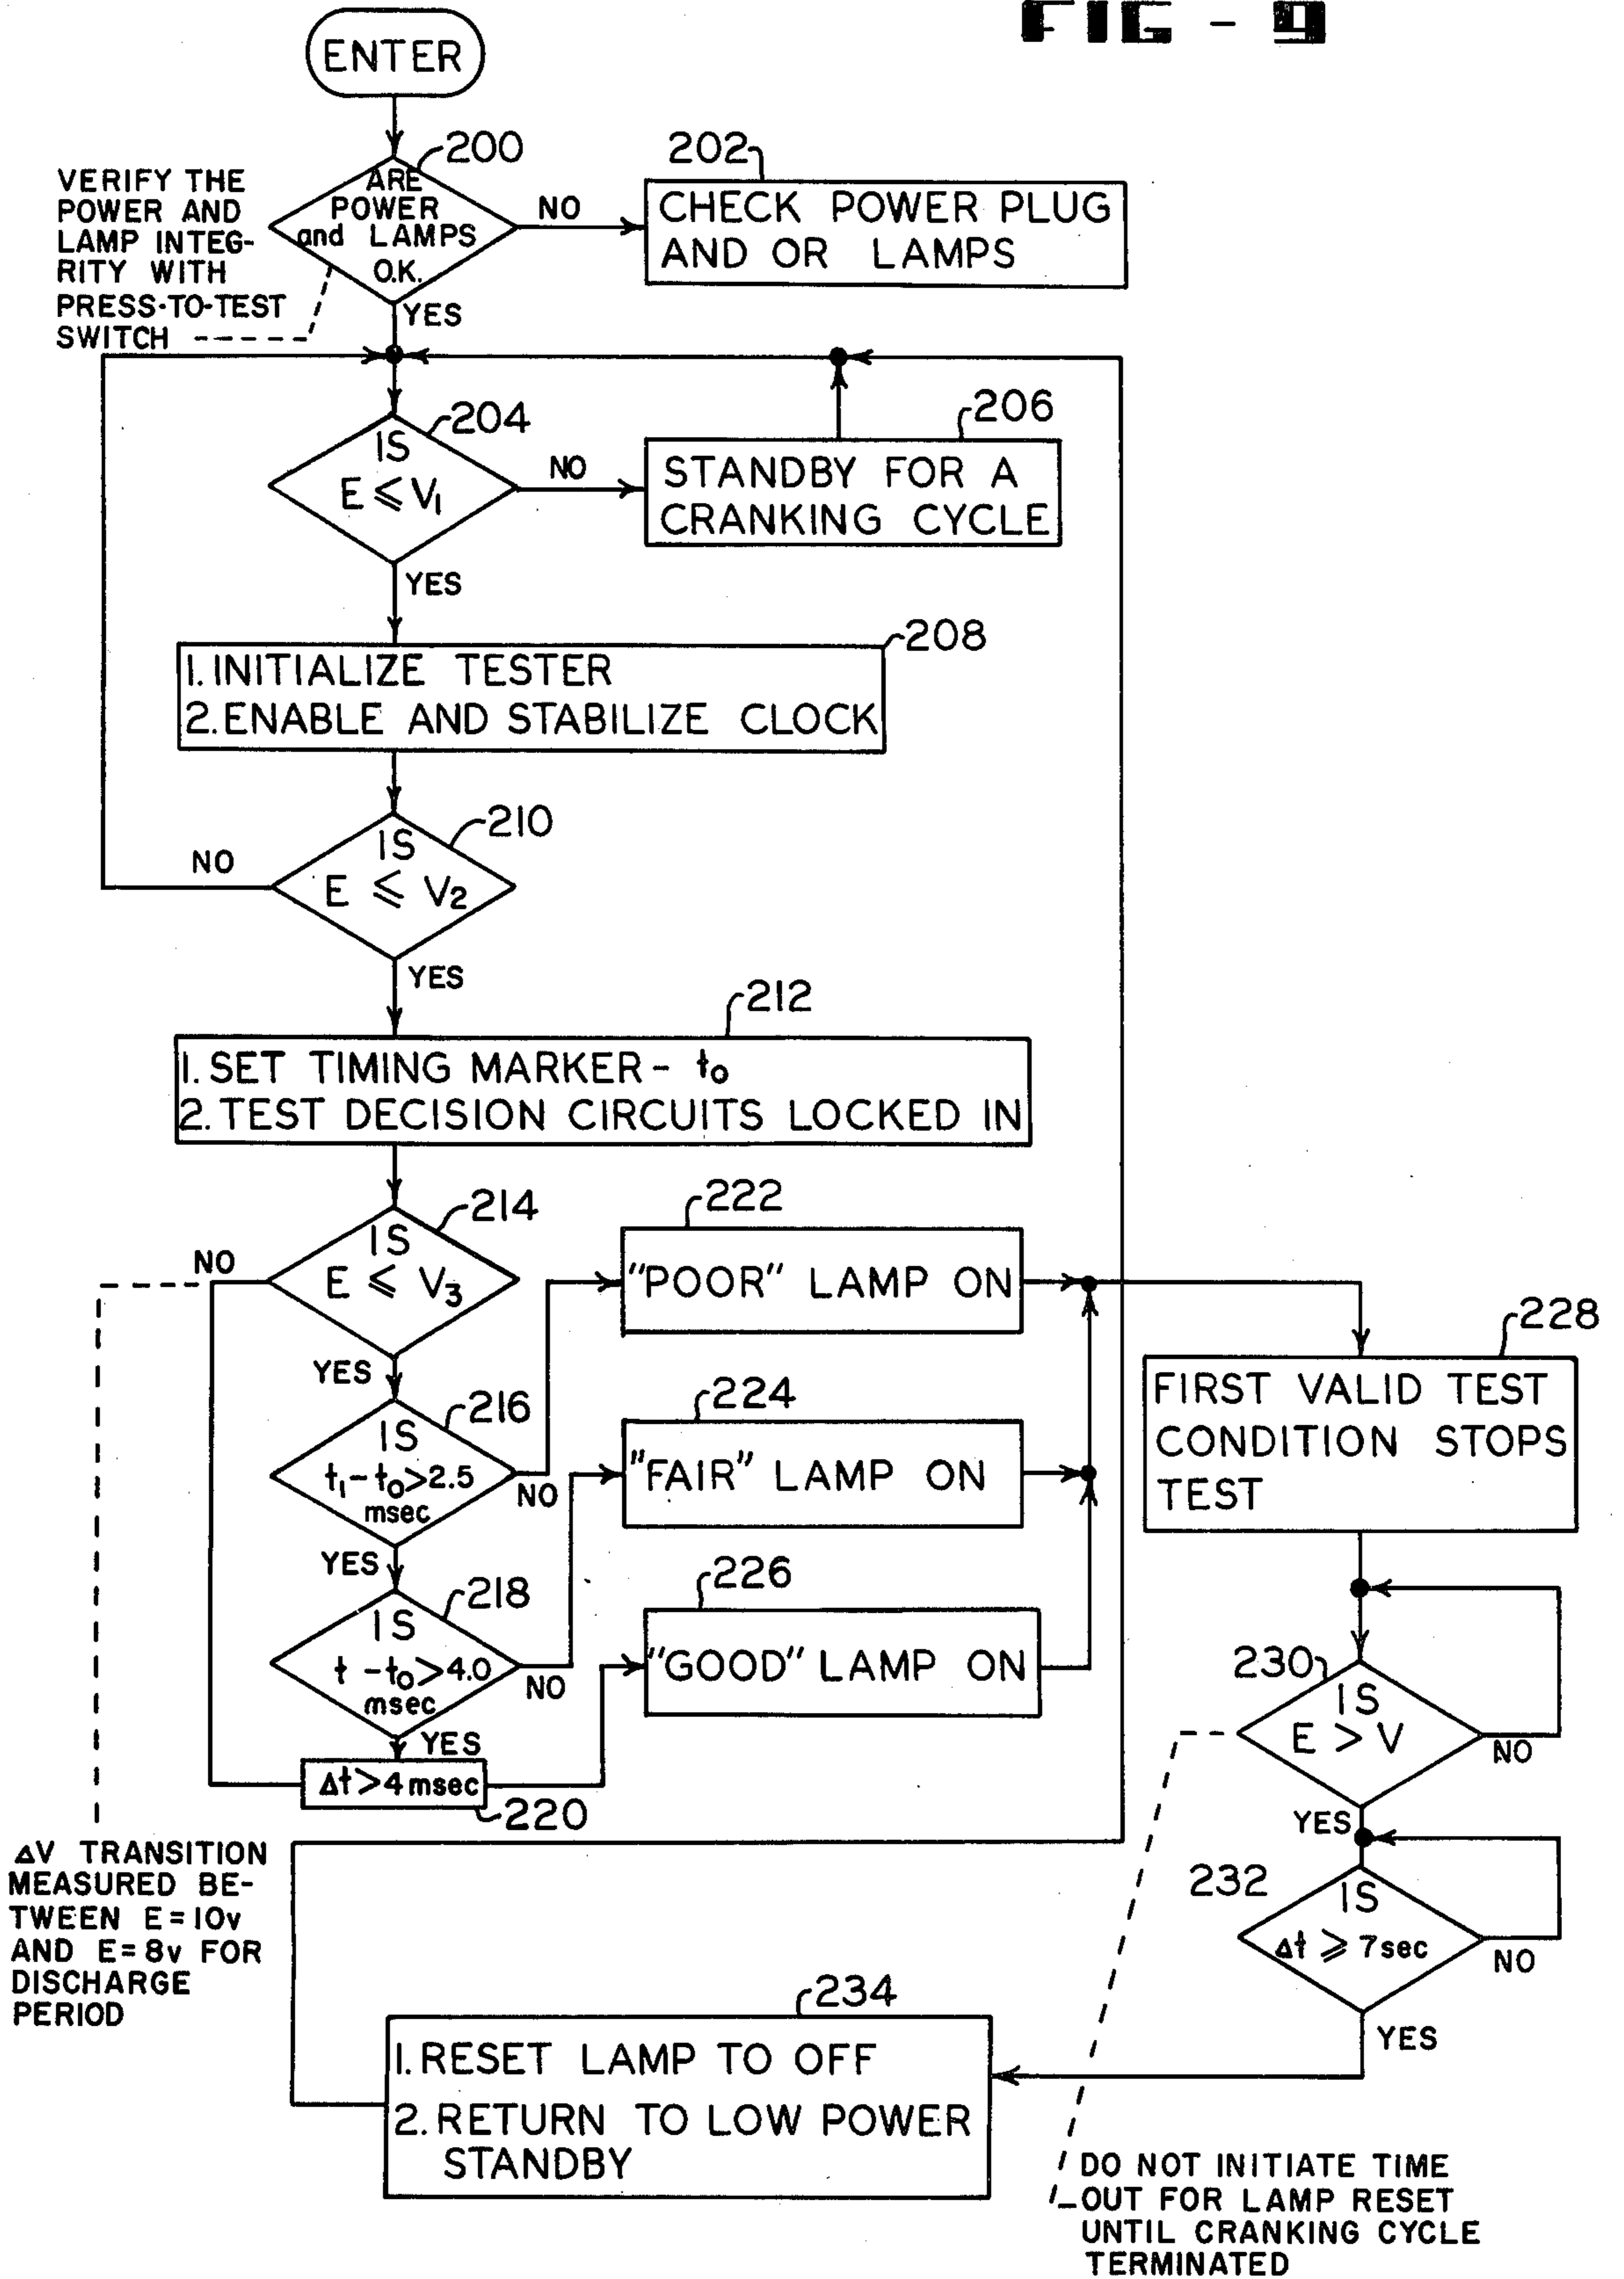 FIG - 9
ENTER
200
VERIFY THE
POWER AND
LAMP INTEG-
RITY WITH
PRESS-TO-TEST
SWITCH
ARE
POWER
and LAMPS
O.K.
NO
YES
202
CHECK POWER PLUG
AND OR LAMPS
204
IS
E ⩽ V1
NO
YES
206
STANDBY FOR A
CRANKING CYCLE
208
1. INITIALIZE TESTER
2. ENABLE AND STABILIZE CLOCK
210
IS
E ⩽ V2
NO
YES
212
1. SET TIMING MARKER - t0
2. TEST DECISION CIRCUITS LOCKED IN
214
IS
E ⩽ V3
NO
YES
216
IS
t1 - t0 > 2.5
msec
NO
YES
218
IS
t - t0 > 4.0
msec
NO
YES
Δt > 4 msec
220
222
"POOR" LAMP ON
224
"FAIR" LAMP ON
226
"GOOD" LAMP ON
228
FIRST VALID TEST
CONDITION STOPS
TEST
230
IS
E > V
NO
YES
232
IS
Δt ⩾ 7 sec
NO
YES
ΔV TRANSITION
MEASURED BE-
TWEEN E = 10v
AND E = 8v FOR
DISCHARGE
PERIOD
234
1. RESET LAMP TO OFF
2. RETURN TO LOW POWER
STANDBY
DO NOT INITIATE TIME
OUT FOR LAMP RESET
UNTIL CRANKING CYCLE
TERMINATED